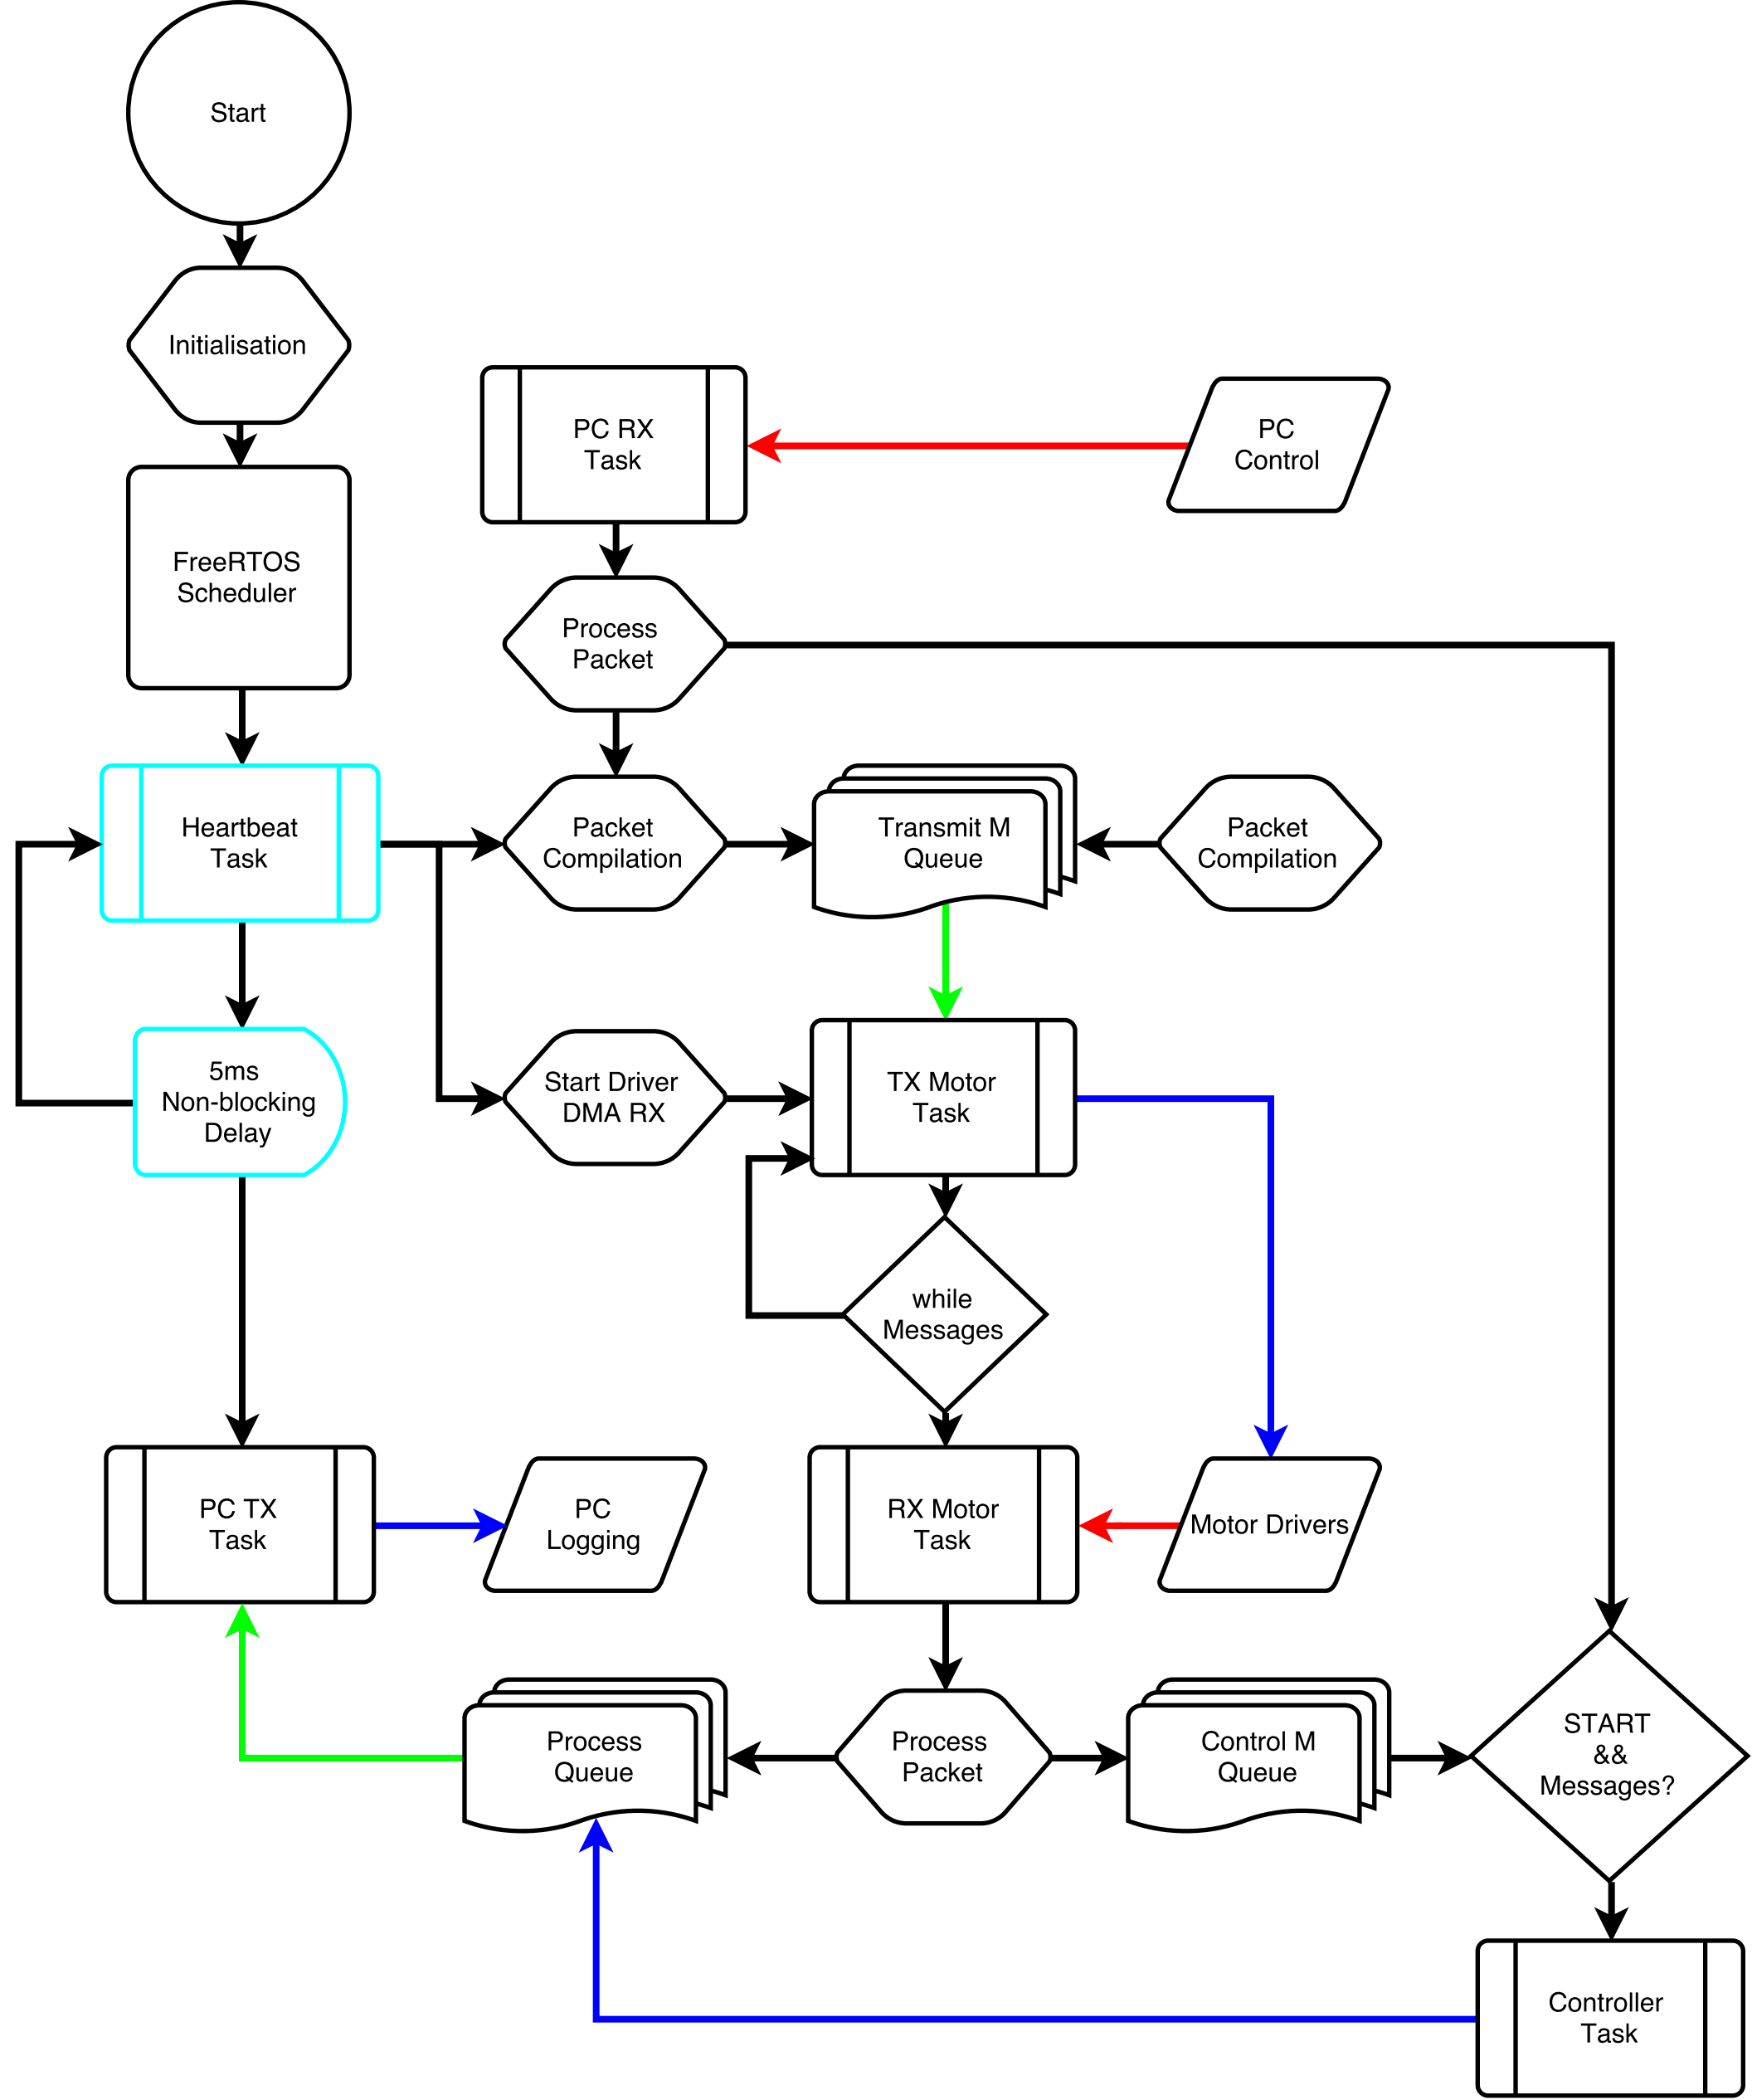 Start
Initialisation
PC RX
Task
PC
Control
FreeRTOS
Scheduler
Process
Packet
Heartbeat
Task
Packet
Compilation
Transmit M
Queue
Packet
Compilation
5ms
Non-blocking
Delay
Start Driver
DMA RX
TX Motor
Task
while
Messages
PC TX
Task
PC
Logging
RX Motor
Task
Motor Drivers
Process
Queue
Process
Packet
Control M
Queue
START
&&
Messages?
Controller
Task